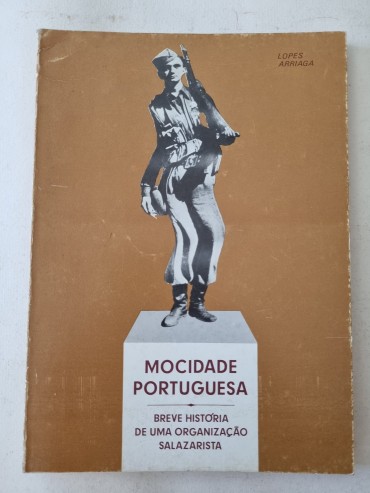 LOPES
ARRIAGA
MOCIDADE
PORTUGUESA
BREVE HISTÓRIA
DE UMA ORGANIZAÇÃO
SALAZARISTA